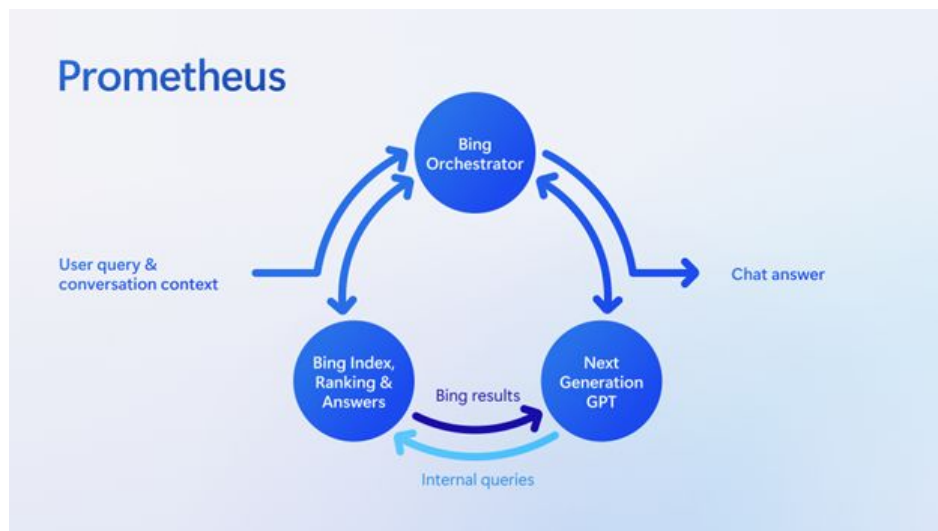 Prometheus
Bing
Orchestrator
User query &
conversation context
Chat answer
Bing Index,
Ranking &
Answers
Bing results
Next
Generation
GPT
Internal queries